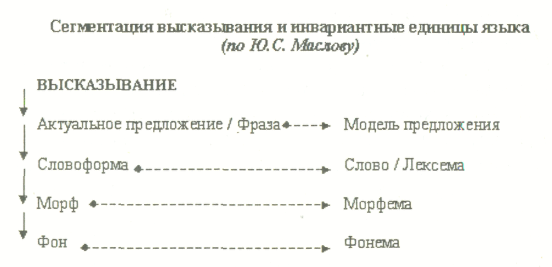 Сегментация высказывания и инвариантные единицы языка
(по Ю.С. Маслову)
ВЫСКАЗЫВАНИЕ
Актуальное предложение / Фраза Модель предложения
Словоформа Слово / Лексема
Морф Морфема
Фон Фонема